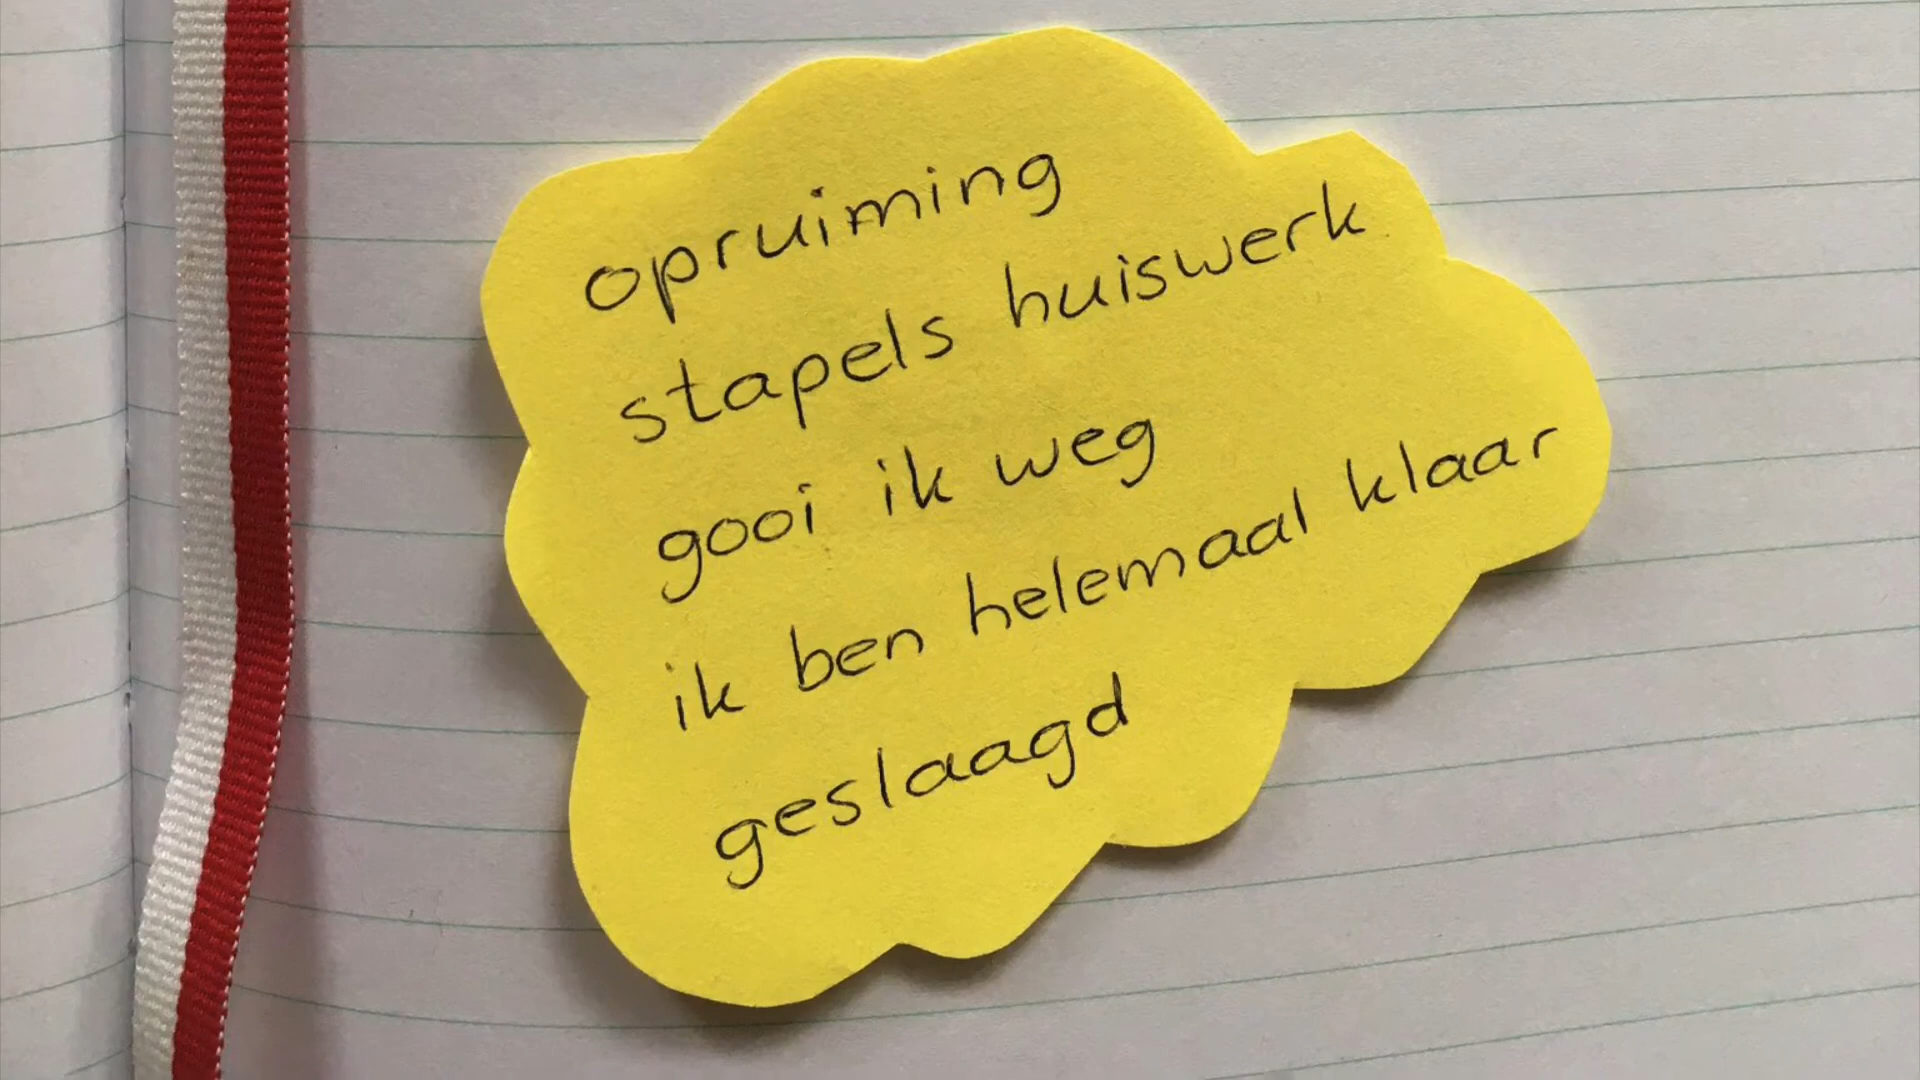 opruiming
stapels huiswerk
gooi ik weg
ik ben helemaal klaar
geslaagd